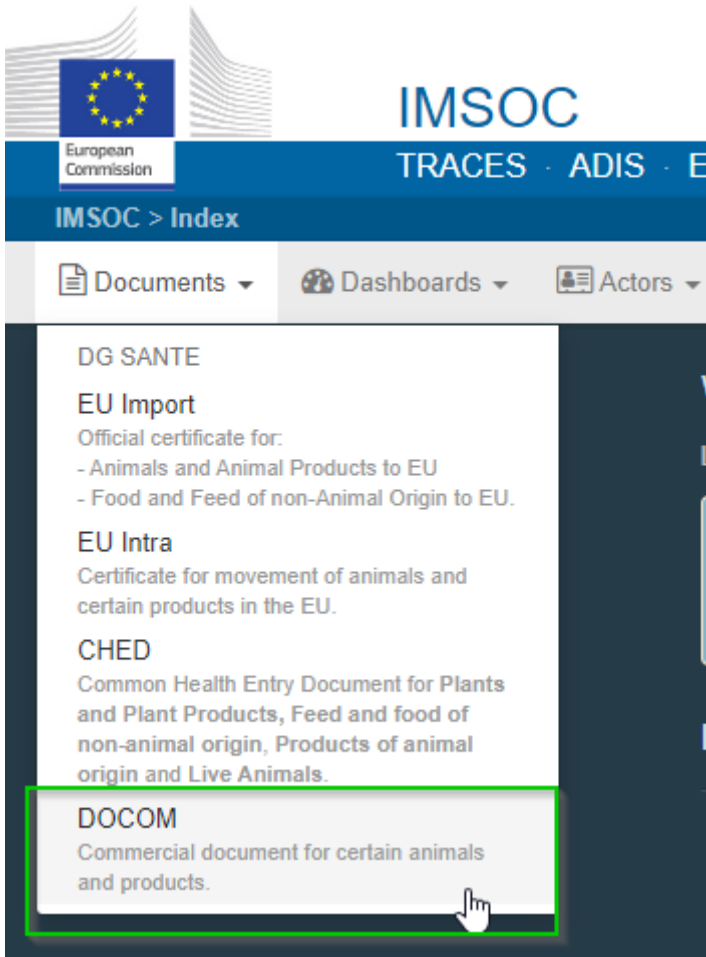 European
Commission
IMSOC
TRACES · ADIS ·
IMSOC > Index
Documents
Dashboards
Actors
DG SANTE
EU Import
Official certificate for:
- Animals and Animal Products to EU
- Food and Feed of non-Animal Origin to EU.
EU Intra
Certificate for movement of animals and
certain products in the EU.
CHED
Common Health Entry Document for Plants
and Plant Products, Feed and food of
non-animal origin, Products of animal
origin and Live Animals.
DOCOM
Commercial document for certain animals
and products.